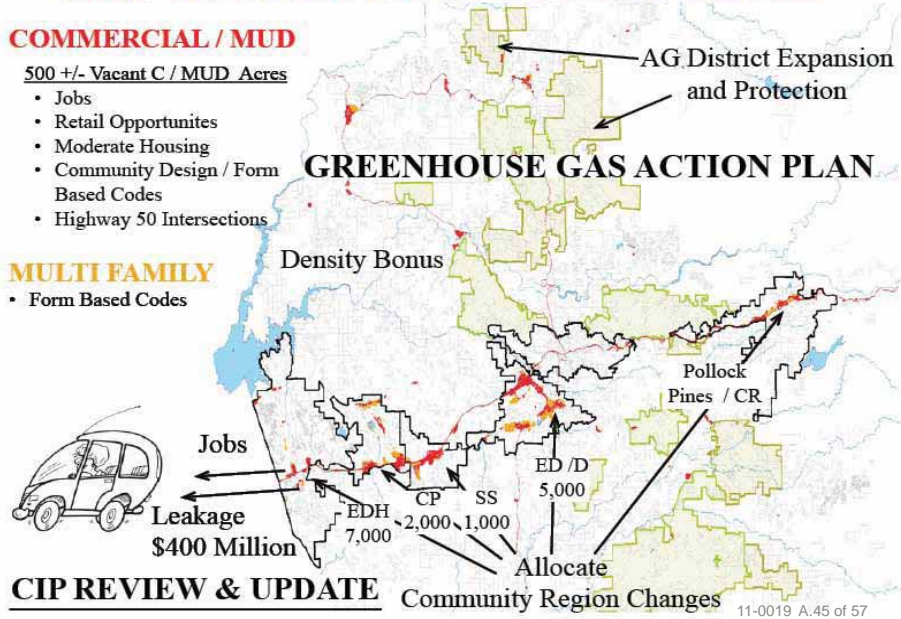 COMMERCIAL / MUD
500 +/- Vacant C / MUD Acres
• Jobs
• Retail Opportunites
• Moderate Housing
• Community Design / Form
Based Codes
• Highway 50 Intersections
MULTI FAMILY
• Form Based Codes
AG District Expansion
and Protection
GREENHOUSE GAS ACTION PLAN
Density Bonus
Pollock
Pines / CR
Jobs
Leakage
$400 Million
EDH
7,000
CP
2,000
SS
1,000
ED /D
5,000
Allocate
Community Region Changes
CIP REVIEW & UPDATE
11-0019 A.45 of 57